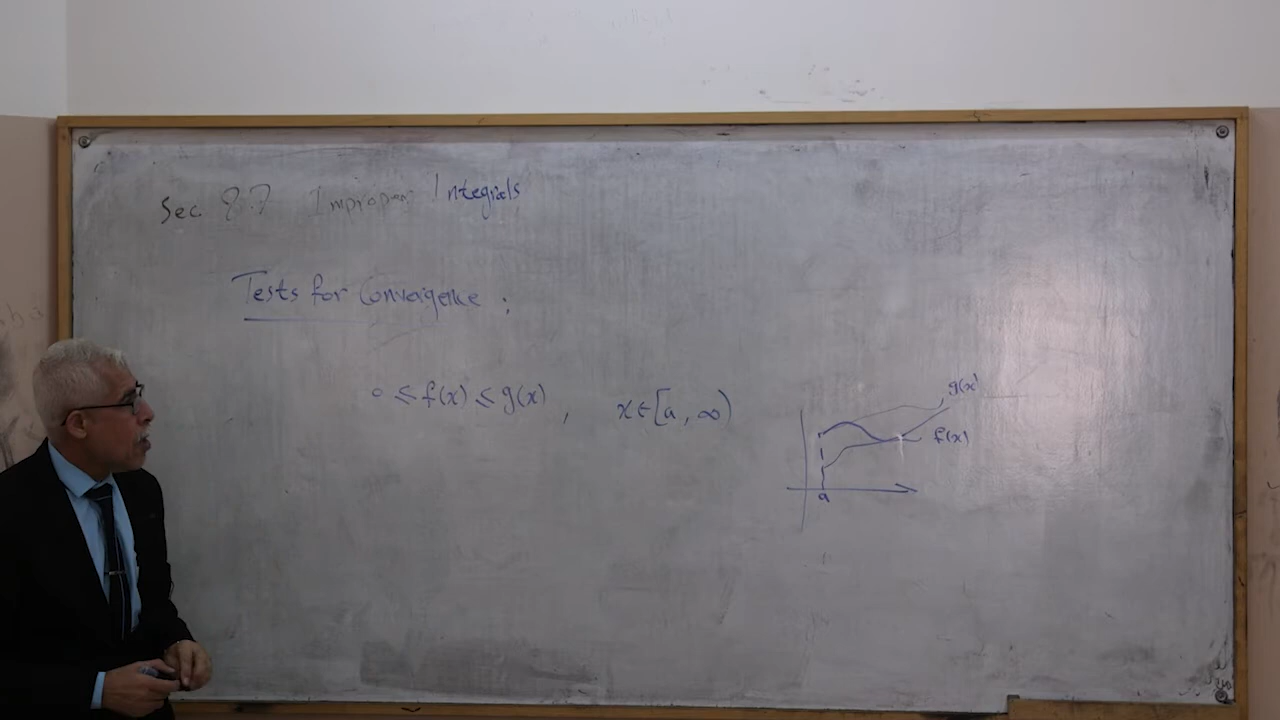 Sec 8.7 Improper Integrals
Tests for Convergence :
0 ≤ f(x) ≤ g(x) , x ∈ [a, ∞)
g(x)
f(x)
a